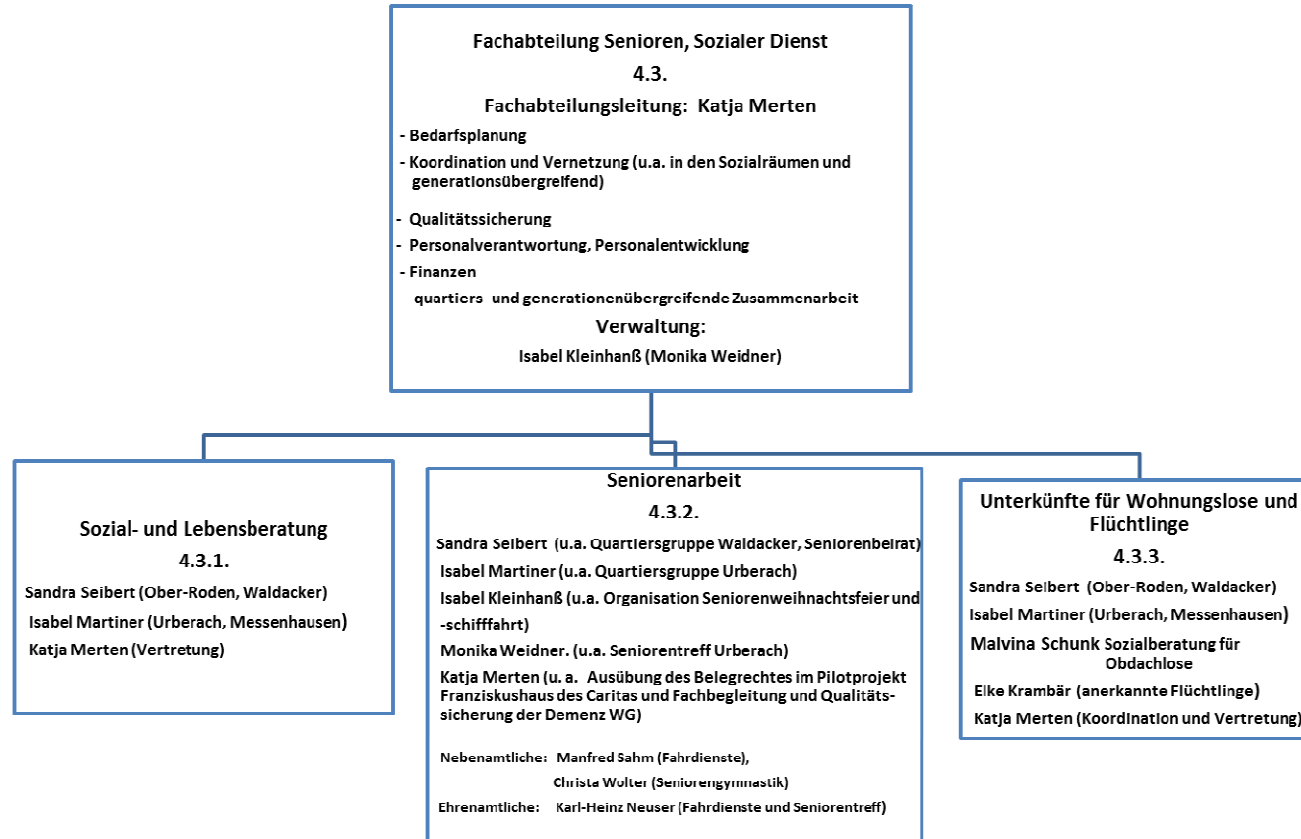 Fachabteilung Senioren, Sozialer Dienst
4.3.
Fachabteilungsleitung: Katja Merten
- Bedarfsplanung
- Koordination und Vernetzung (u.a. in den Sozialräumen und
generationsübergreifend)
- Qualitätssicherung
- Personalverantwortung, Personalentwicklung
- Finanzen
quartiers- und generationenübergreifende Zusammenarbeit
Verwaltung:
Isabel Kleinhanß (Monika Weidner)
Sozial- und Lebensberatung
4.3.1.
Sandra Seibert (Ober-Roden, Waldacker)
Isabel Martiner (Urberach, Messenhausen)
Katja Merten (Vertretung)
Seniorenarbeit
4.3.2.
Sandra Seibert (u.a. Quartiersgruppe Waldacker, Seniorenbeirat)
Isabel Martiner (u.a. Quartiersgruppe Urberach)
Isabel Kleinhanß (u.a. Organisation Seniorenweihnachtsfeier und
-schifffahrt)
Monika Weidner. (u.a. Seniorentreff Urberach)
Katja Merten (u. a. Ausübung des Belegrechtes im Pilotprojekt
Franziskushaus des Caritas und Fachbegleitung und Qualitäts-
sicherung der Demenz WG)
Nebenamtliche: Manfred Sahm (Fahrdienste),
Christa Wolter (Seniorengymnastik)
Ehrenamtliche: Karl-Heinz Neuser (Fahrdienste und Seniorentreff)
Unterkünfte für Wohnungslose und
Flüchtlinge
4.3.3.
Sandra Seibert (Ober-Roden, Waldacker)
Isabel Martiner (Urberach, Messenhausen)
Malvina Schunk Sozialberatung für
Obdachlose
Elke Krambär (anerkannte Flüchtlinge)
Katja Merten (Koordination und Vertretung)